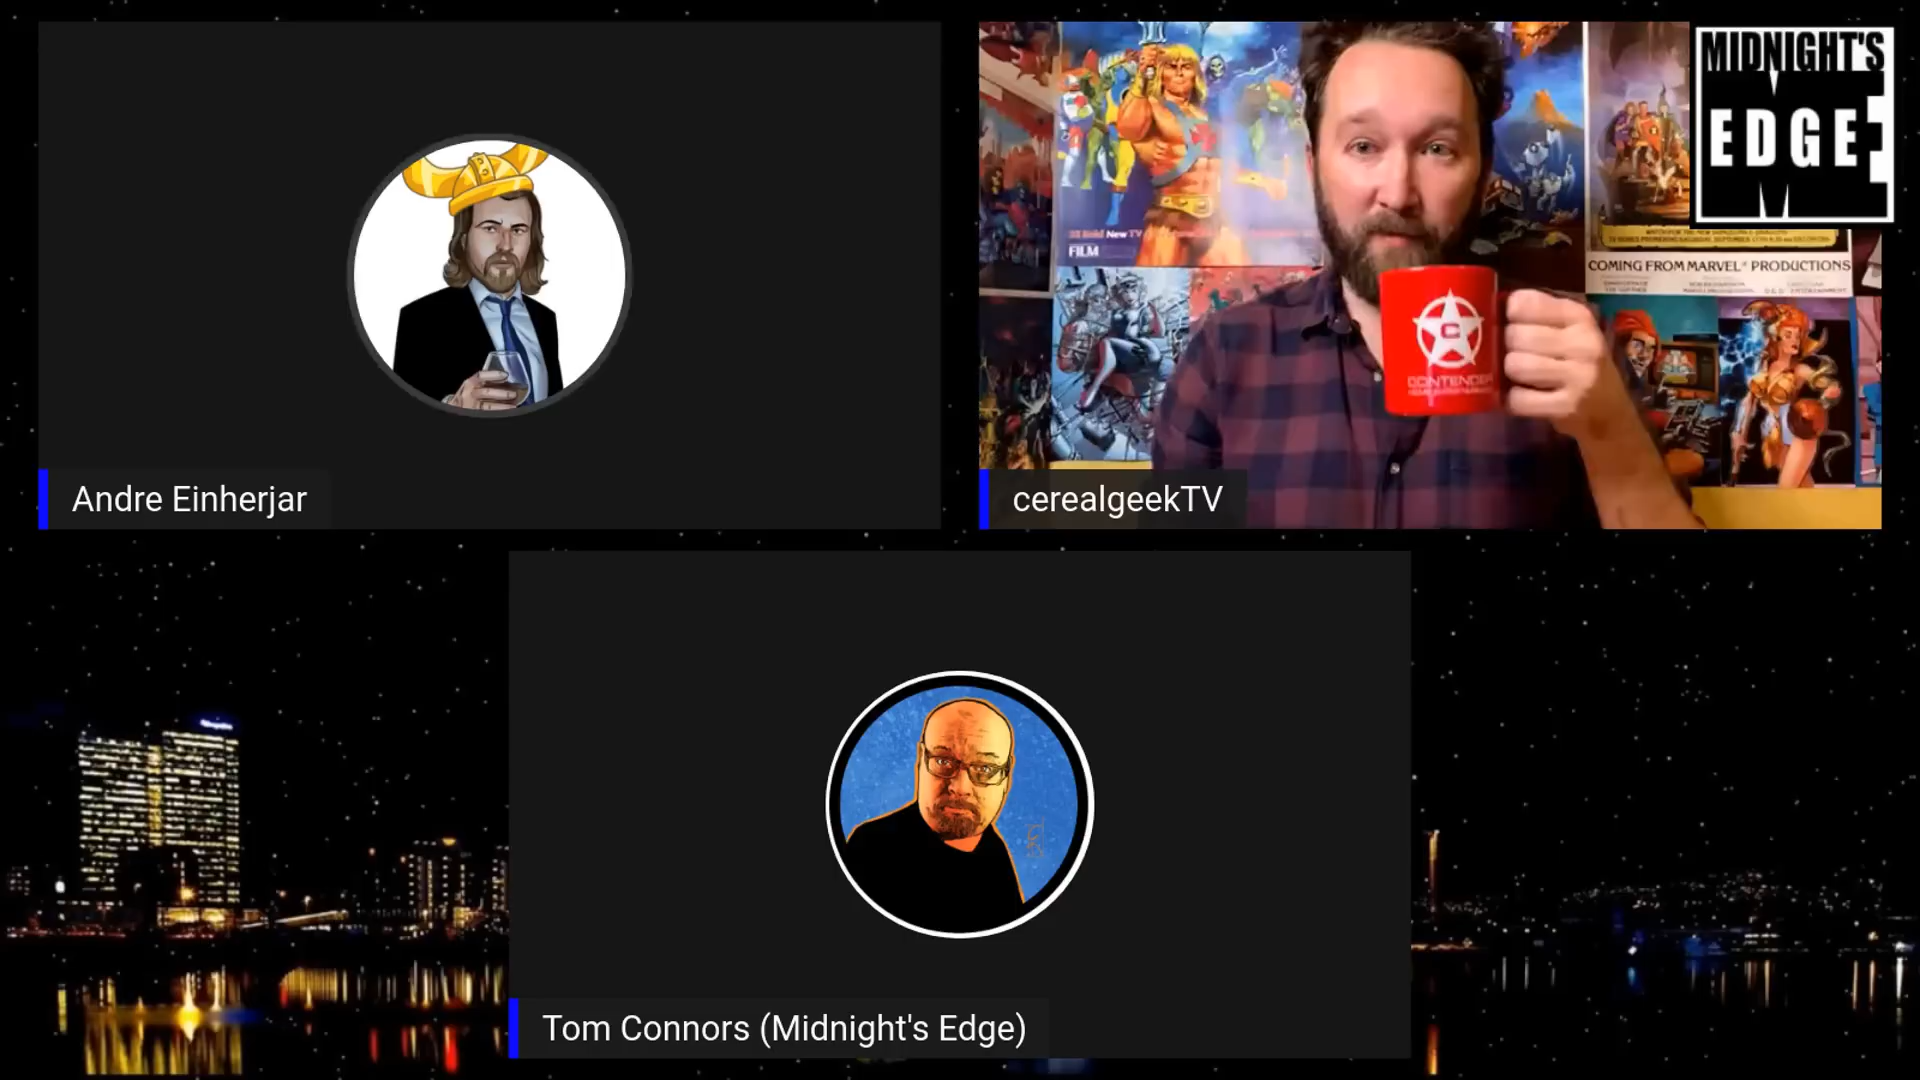 MIDNIGHT'S
EDGE
FILM
COMING FROM MARVEL PRODUCTIONS
C
CONTENDER
Andre Einherjar
cerealgeekTV
Tom Connors (Midnight's Edge)